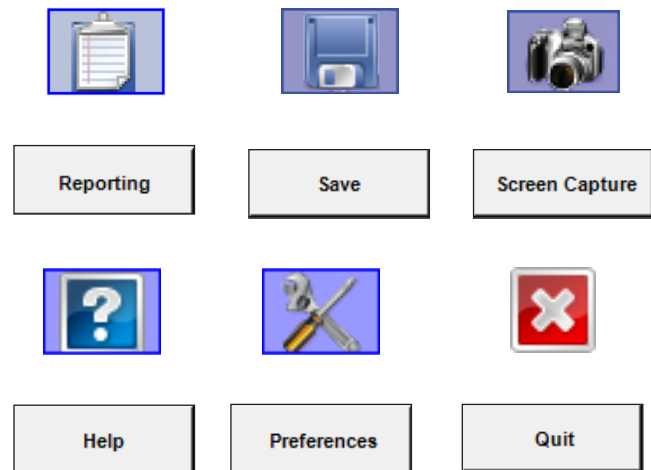 Reporting
Save
Screen Capture
?
Help
Preferences
Quit